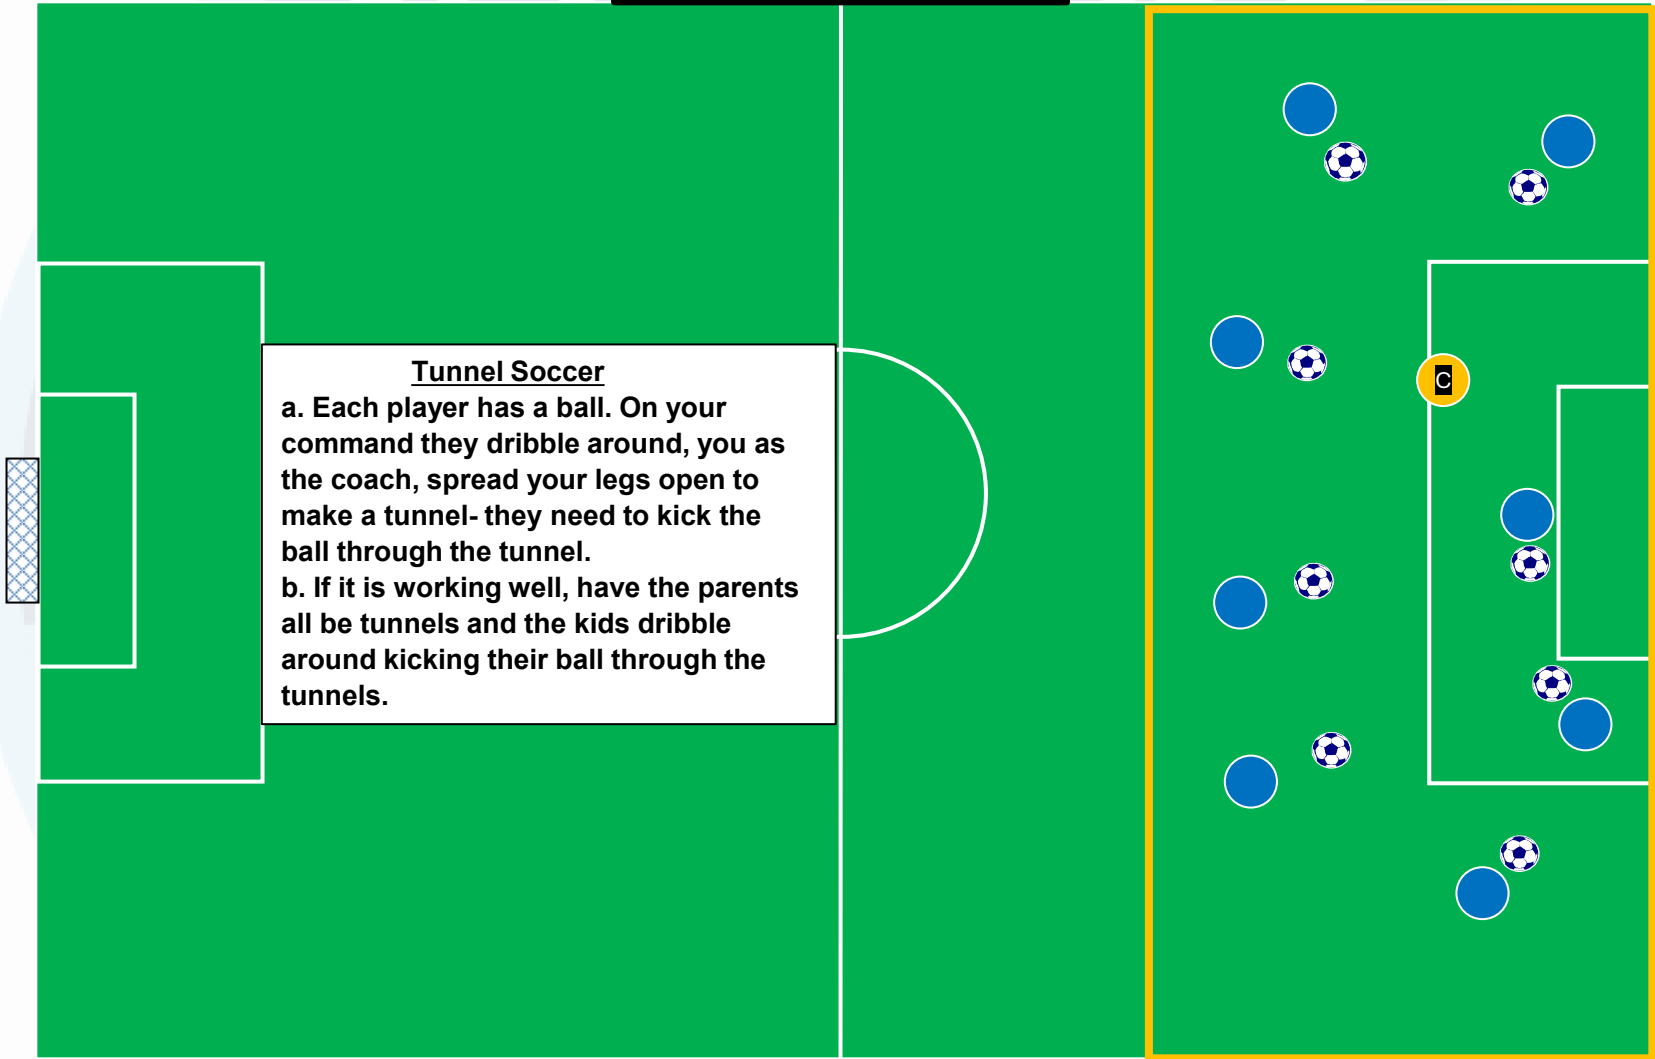 Tunnel Soccer
a. Each player has a ball. On your
command they dribble around, you as
the coach, spread your legs open to
make a tunnel- they need to kick the
ball through the tunnel.
b. If it is working well, have the parents
all be tunnels and the kids dribble
around kicking their ball through the
tunnels.
C